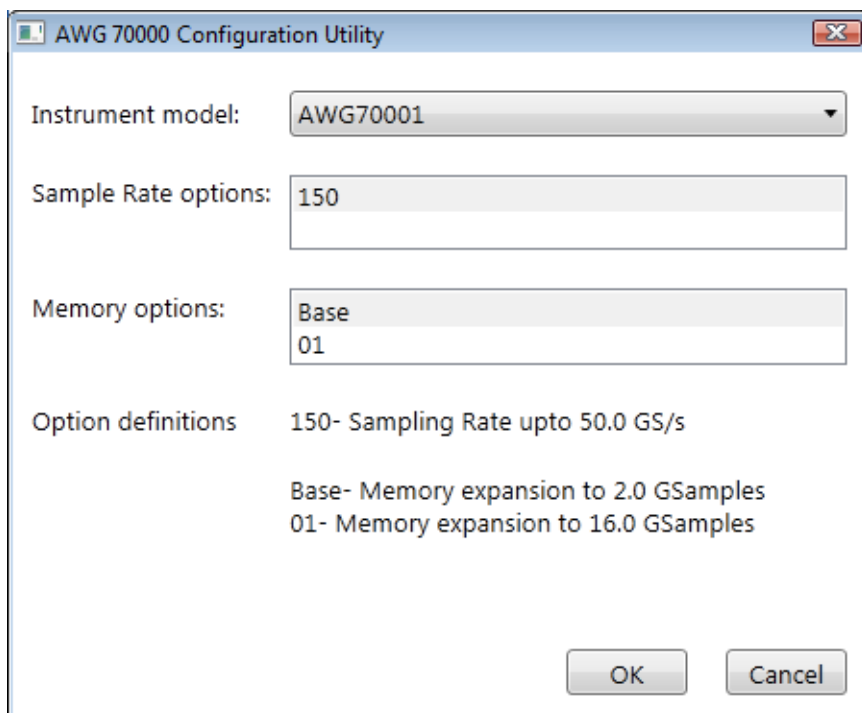 AWG 70000 Configuration Utility
Instrument model: AWG70001
Sample Rate options: 150
Memory options: Base
01
Option definitions 150- Sampling Rate upto 50.0 GS/s
Base- Memory expansion to 2.0 GSamples
01- Memory expansion to 16.0 GSamples
OK Cancel